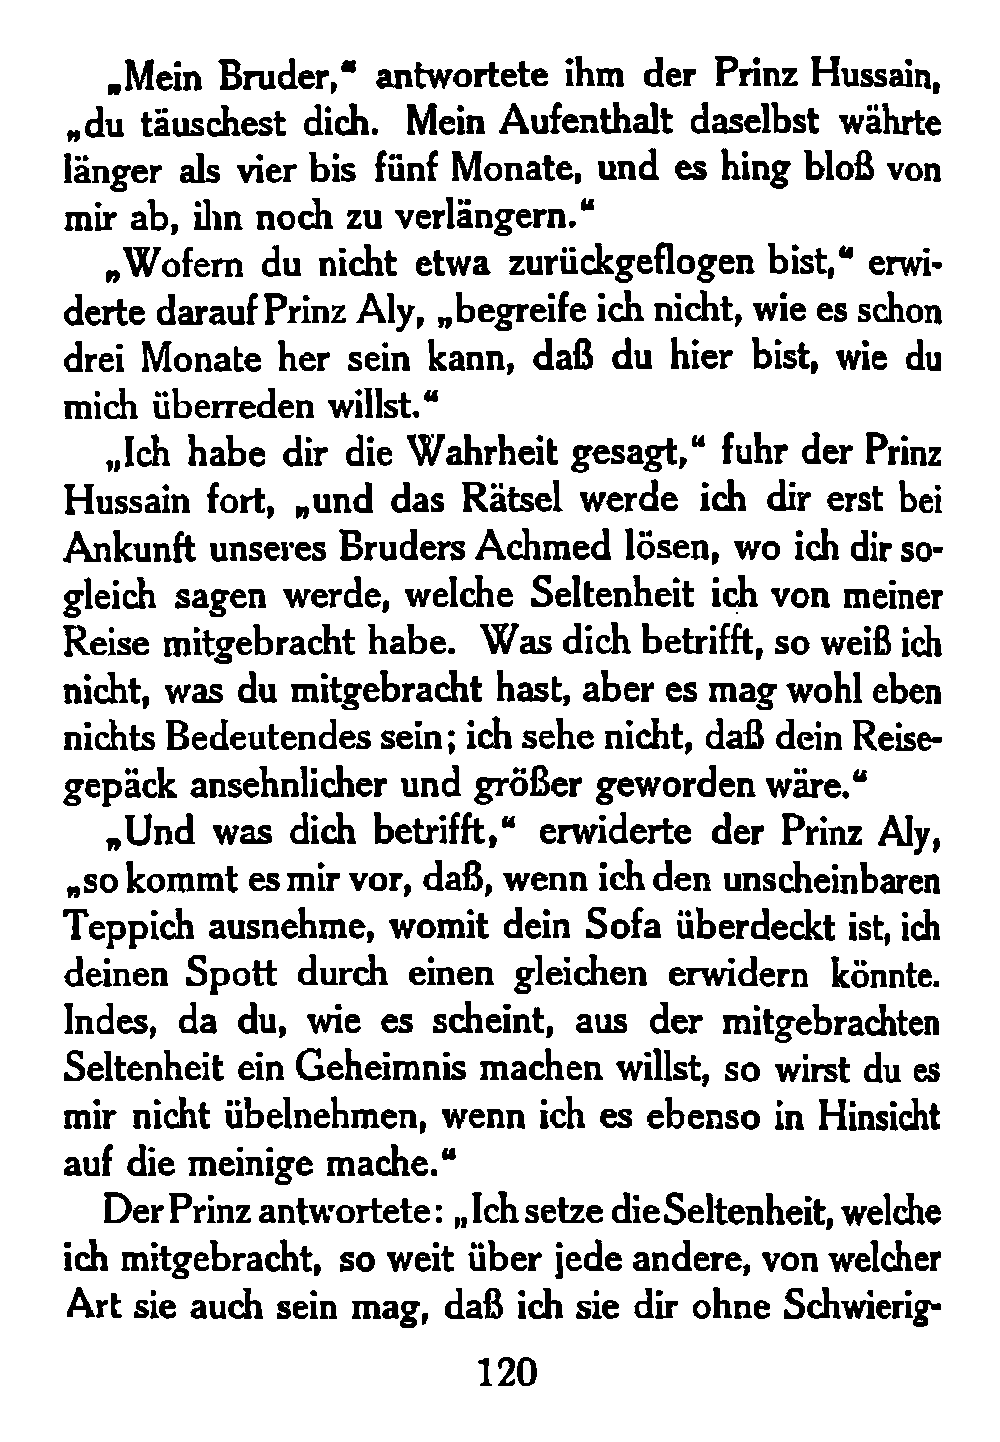 „Mein Bruder,“ antwortete ihm der Prinz Hussain,
„du täuschest dich. Mein Aufenthalt daselbst währte
länger als vier bis fünf Monate, und es hing bloß von
mir ab, ihn noch zu verlängern.“
„Wofern du nicht etwa zurückgeflogen bist,“ erwi-
derte darauf Prinz Aly, „begreife ich nicht, wie es schon
drei Monate her sein kann, daß du hier bist, wie du
mich überreden willst.“
„Ich habe dir die Wahrheit gesagt,“ fuhr der Prinz
Hussain fort, „und das Rätsel werde ich dir erst bei
Ankunft unseres Bruders Achmed lösen, wo ich dir so-
gleich sagen werde, welche Seltenheit ich von meiner
Reise mitgebracht habe. Was dich betrifft, so weiß ich
nicht, was du mitgebracht hast, aber es mag wohl eben
nichts Bedeutendes sein; ich sehe nicht, daß dein Reise-
gepäck ansehnlicher und größer geworden wäre.“
„Und was dich betrifft,“ erwiderte der Prinz Aly,
„so kommt es mir vor, daß, wenn ich den unscheinbaren
Teppich ausnehme, womit dein Sofa überdeckt ist, ich
deinen Spott durch einen gleichen erwidern könnte.
Indes, da du, wie es scheint, aus der mitgebrachten
Seltenheit ein Geheimnis machen willst, so wirst du es
mir nicht übelnehmen, wenn ich es ebenso in Hinsicht
auf die meinige mache.“
Der Prinz antwortete: „Ich setze die Seltenheit, welche
ich mitgebracht, so weit über jede andere, von welcher
Art sie auch sein mag, daß ich sie dir ohne Schwierig-
120